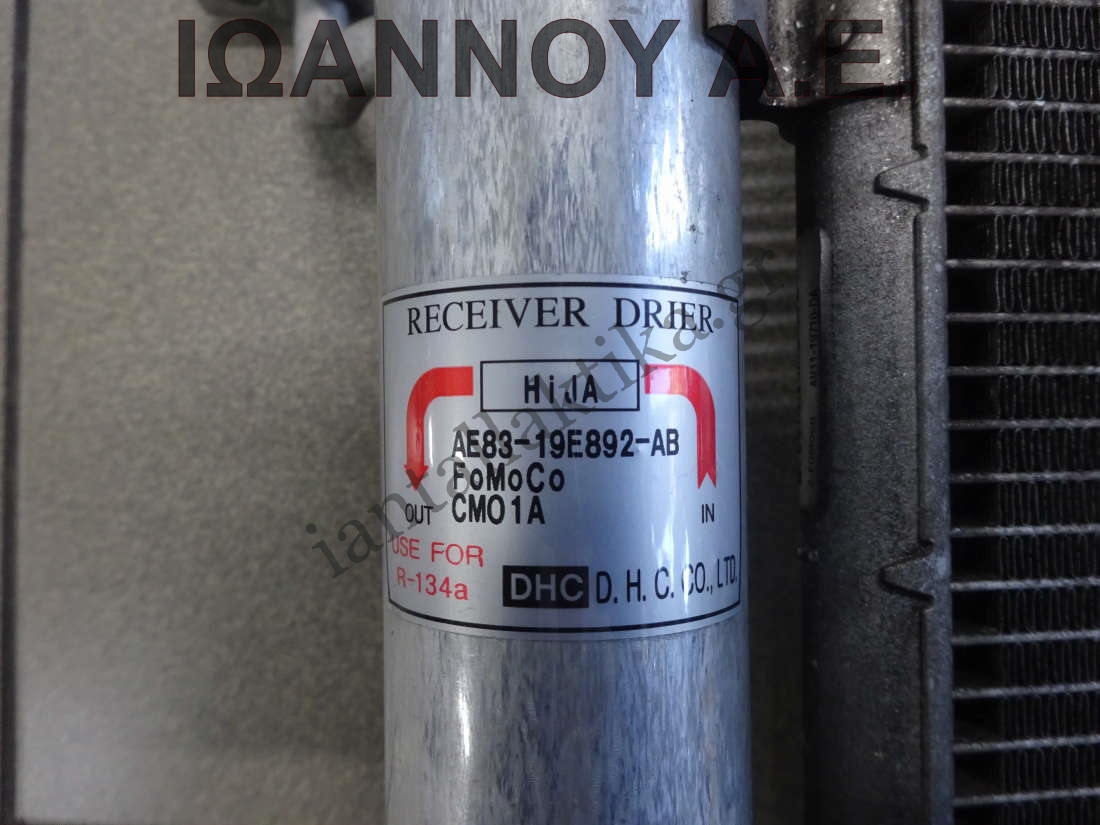 ΙΩΑΝΝΟΥ Α.Ε.
RECEIVER DRIER
HiJA
AE83-19E892-AB
FoMoCo
OUT CM01A IN
USE FOR
R-134a
DHC D. H. C. CO., LTD.
iantallaktika.gr